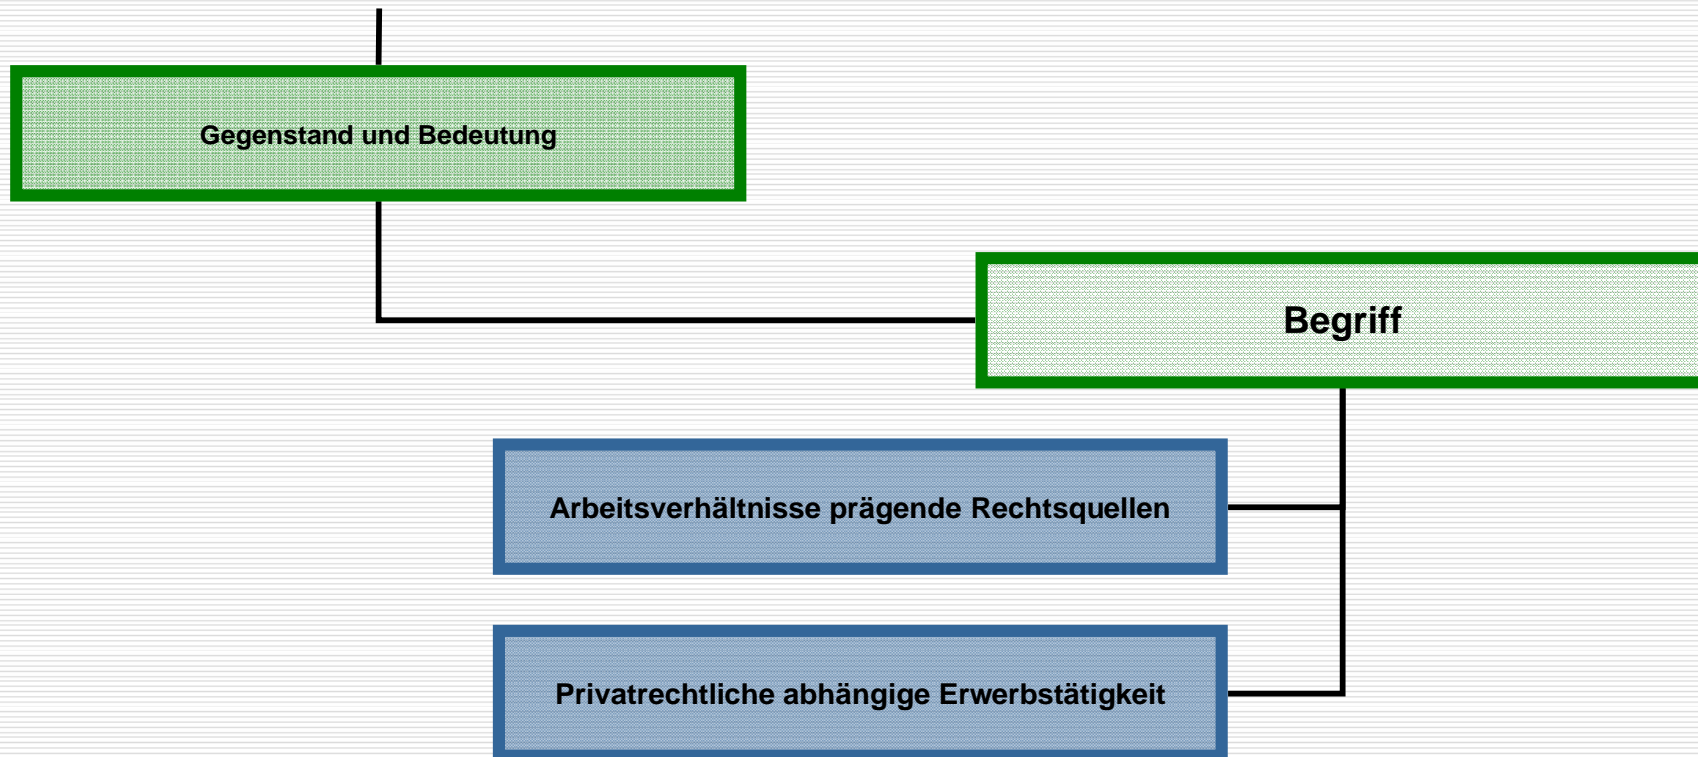 Gegenstand und Bedeutung
Begriff
Arbeitsverhältnisse prägende Rechtsquellen
Privatrechtliche abhängige Erwerbstätigkeit